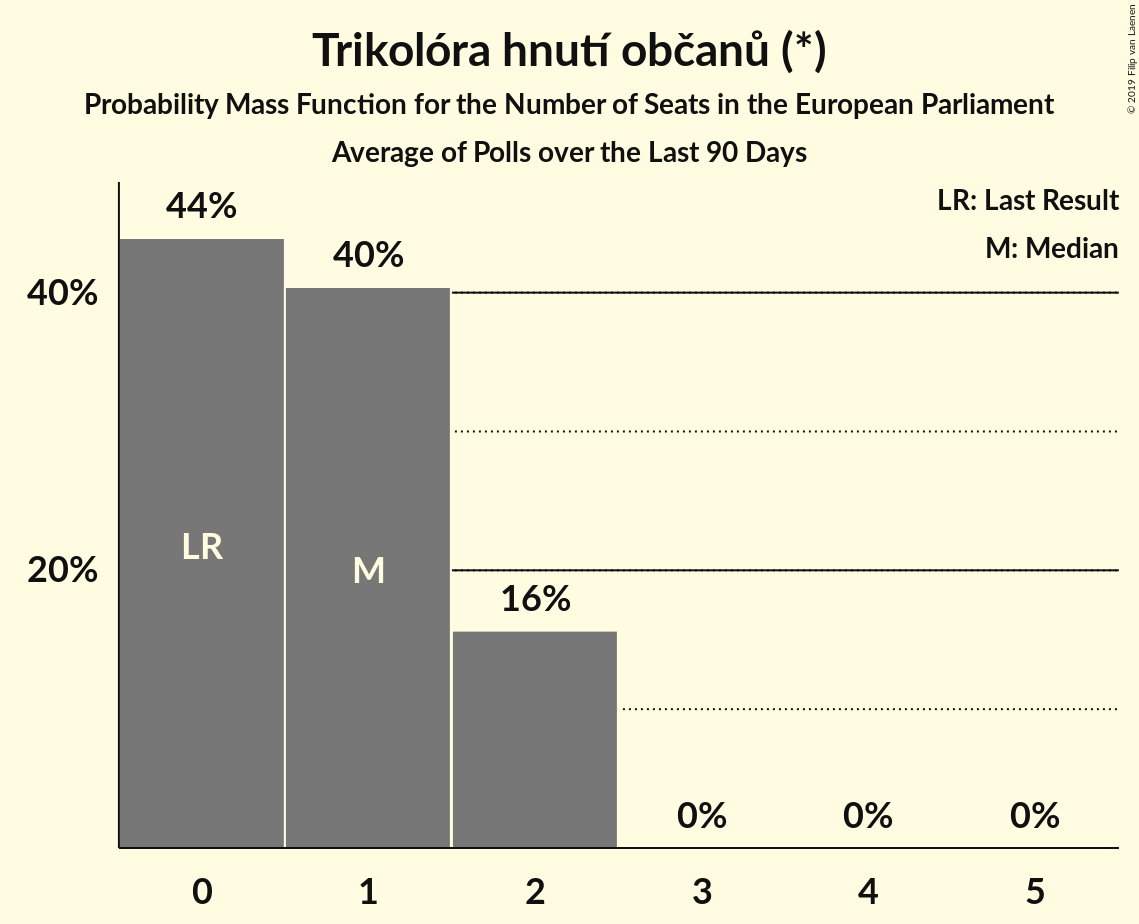 Trikolóra hnutí občanů (*)
Probability Mass Function for the Number of Seats in the European Parliament
Average of Polls over the Last 90 Days
© 2019 Filip van Laenen
LR: Last Result
M: Median
44%
40%
40%
LR
M
20%
16%
0%
0%
0%
0
1
2
3
4
5